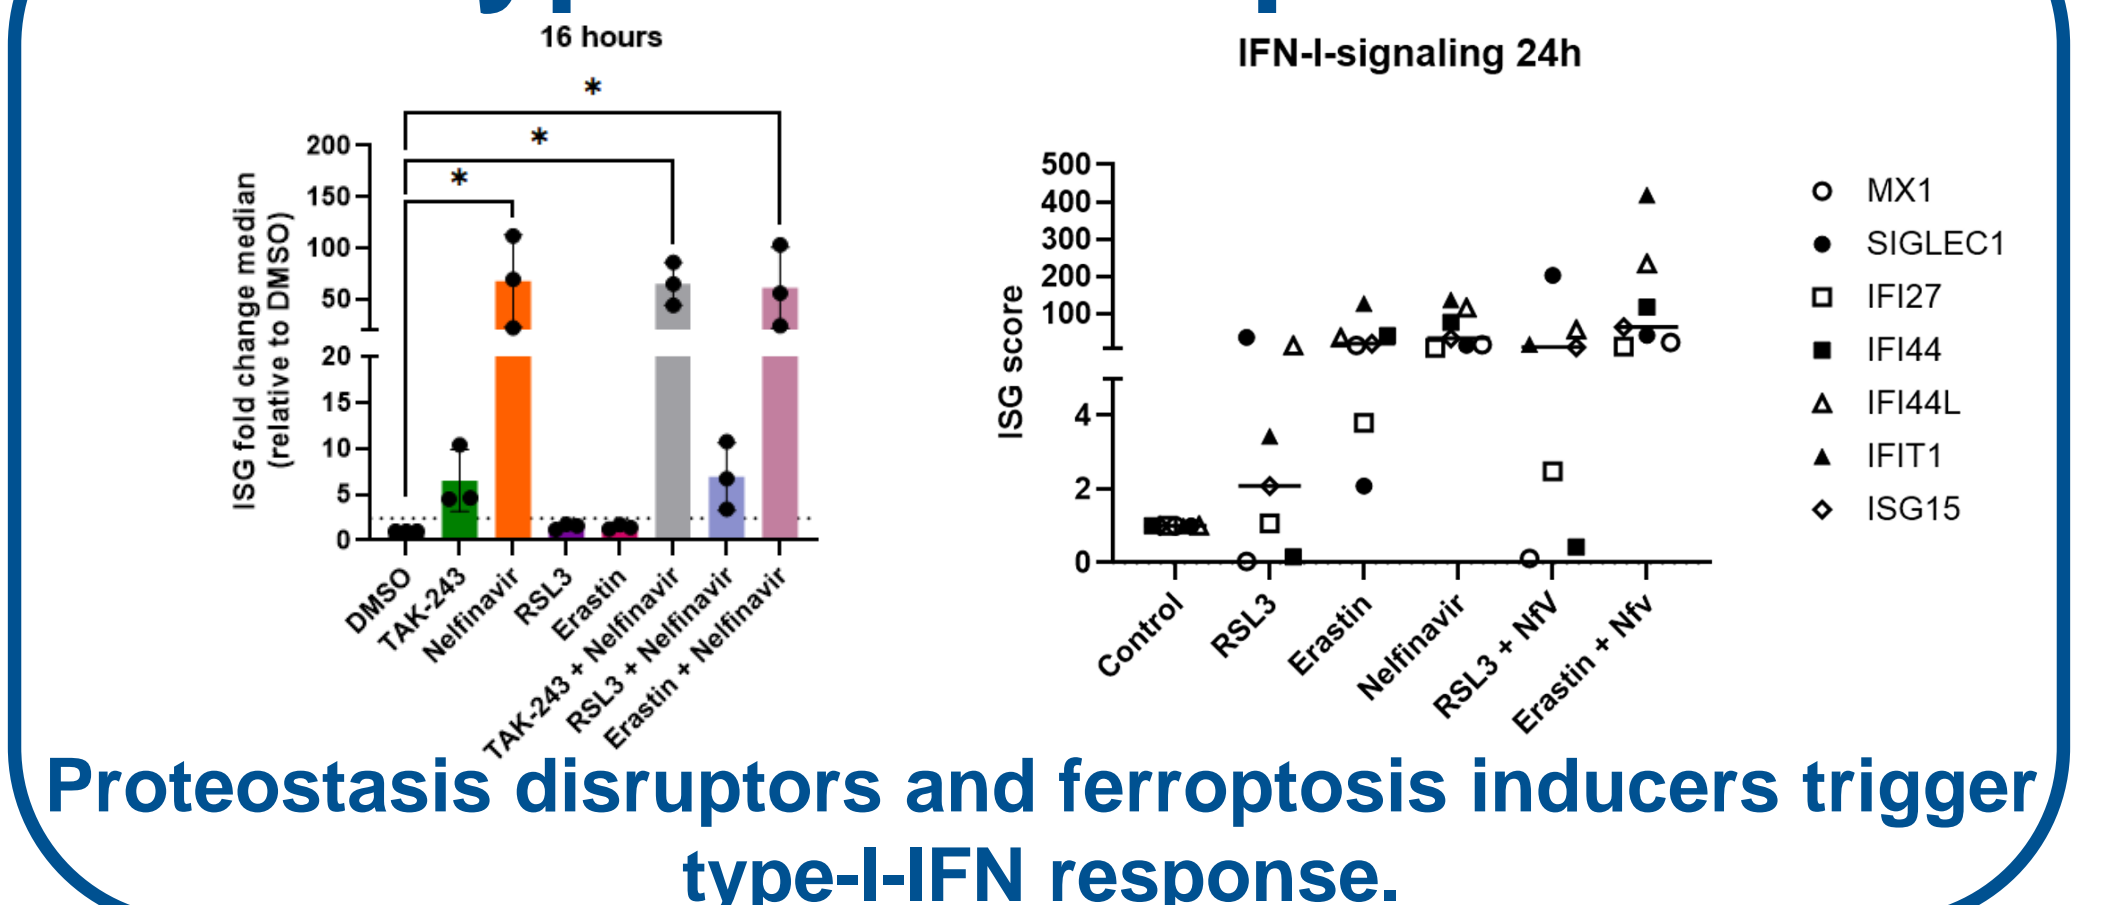 16 hours
*
*
*
ISG fold change median
(relative to DMSO)
200
150
100
50
20
15
10
5
0
DMSO
TAK-243
Nelfinavir
RSL3
Erastin
TAK-243 + Nelfinavir
RSL3 + Nelfinavir
Erastin + Nelfinavir
IFN-I-signaling 24h
ISG score
500
400
300
200
100
4
2
0
Control
RSL3
Erastin
Nelfinavir
RSL3 + NfV
Erastin + Nfv
MX1
SIGLEC1
IFI27
IFI44
IFI44L
IFIT1
ISG15
Proteostasis disruptors and ferroptosis inducers trigger
type-I-IFN response.